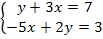 y + 3x = 7
−5x + 2y = 3